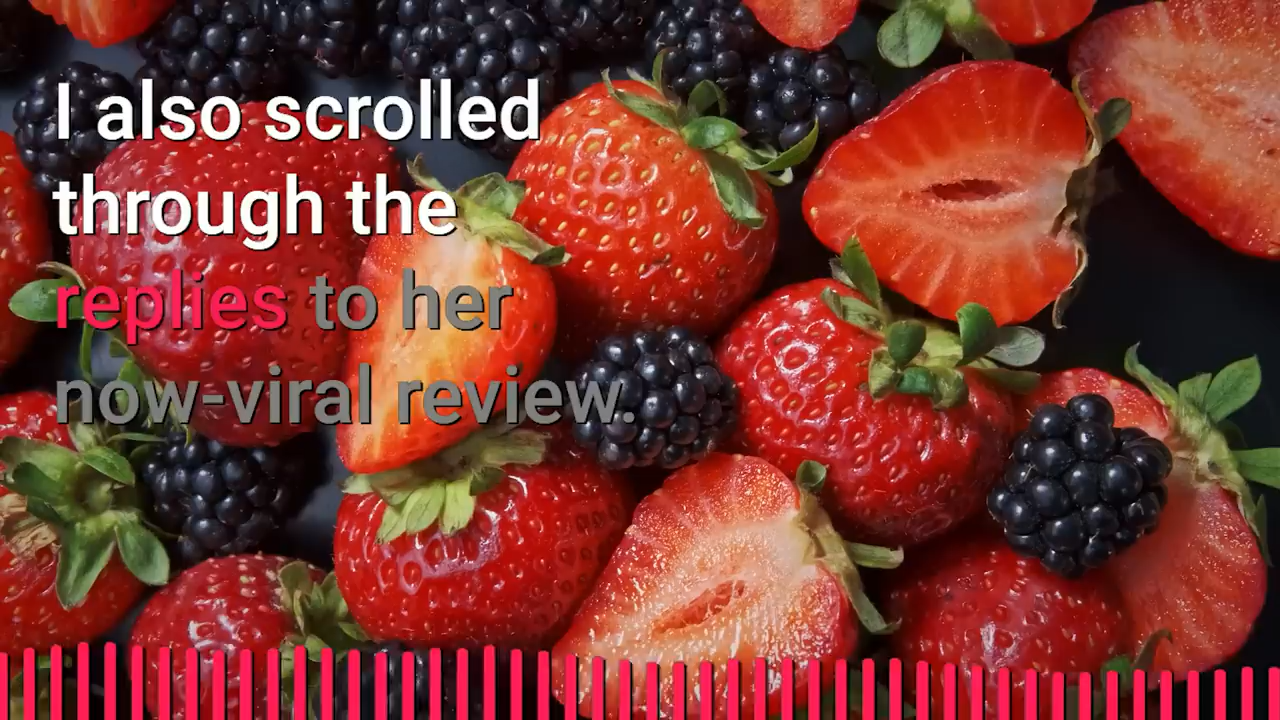 I also scrolled
through the
replies to her
now-viral review.